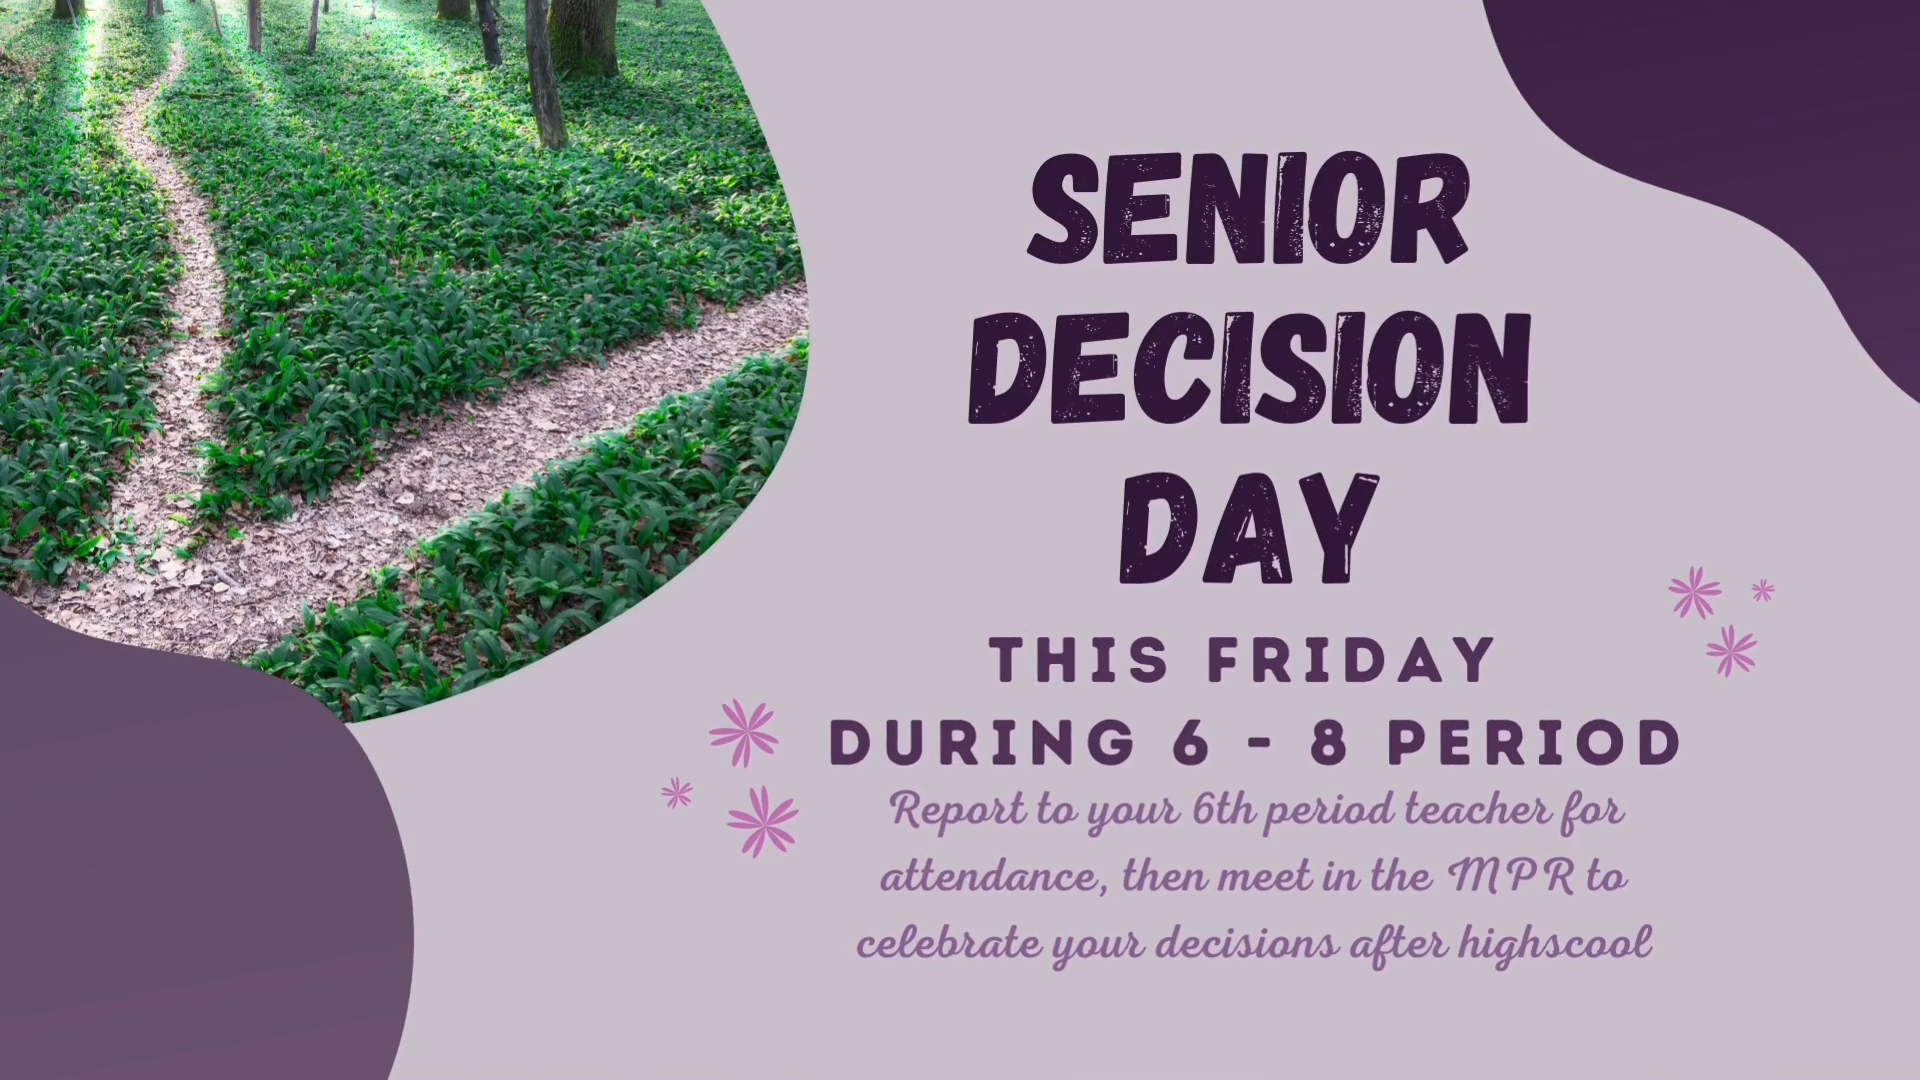 SENIOR
DECISION
DAY
THIS FRIDAY
DURING 6 - 8 PERIOD
Report to your 6th period teacher for
attendance, then meet in the MPR to
celebrate your decisions after highscool